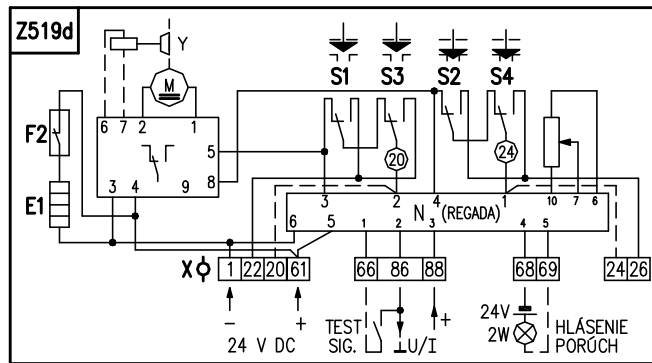 Z519d
Y
M
S1 S3 S2 S4
F2
E1
6 7 2 1
5
8
3 4 9
20
24
3 2 4 1 10 7 6
N (REGADA)
6 5 1 2 3 4 5
X 1 22 20 61 66 86 88 68 69 24 26
- +
24 V DC
TEST
SIG.
U/I
+
24V
2W
HLÁSENIE
PORÚCH